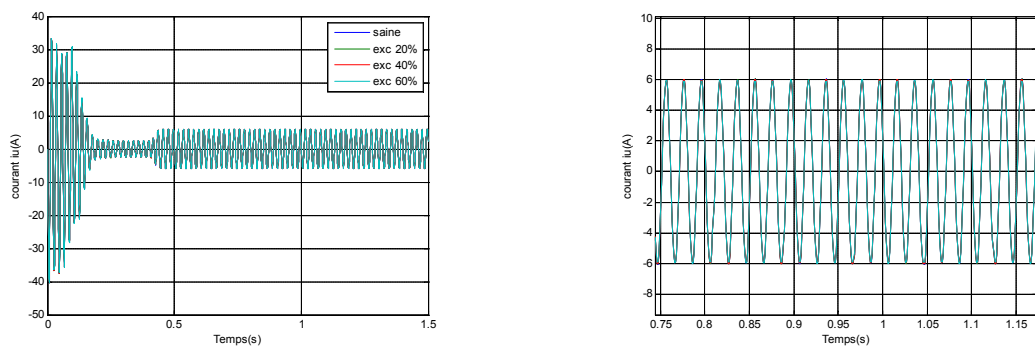 40
30
20
10
0
-10
-20
-30
-40
-50
courant iu(A)
0 0.5 1 1.5
Temps(s)
saine
exc 20%
exc 40%
exc 60%
10
8
6
4
2
0
-2
-4
-6
-8
courant iu(A)
0.75 0.8 0.85 0.9 0.95 1 1.05 1.1 1.15
Temps(s)